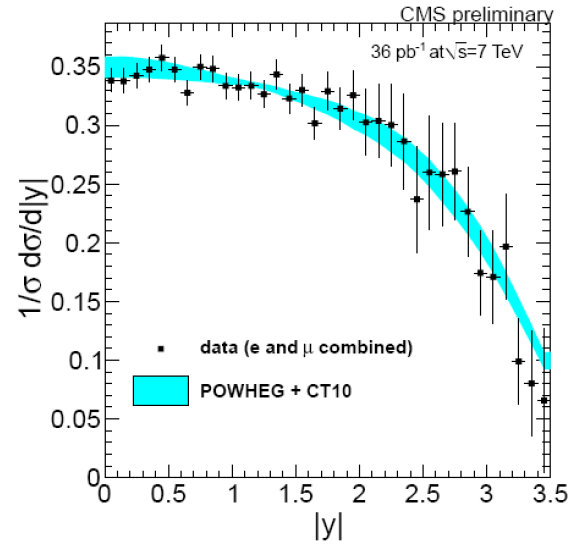 CMS preliminary
36 pb⁻¹ at √s=7 TeV
1/σ dσ/d|y|
0.35
0.3
0.25
0.2
0.15
0.1
0.05
0
data (e and μ combined)
POWHEG + CT10
0 0.5 1 1.5 2 2.5 3 3.5
|y|